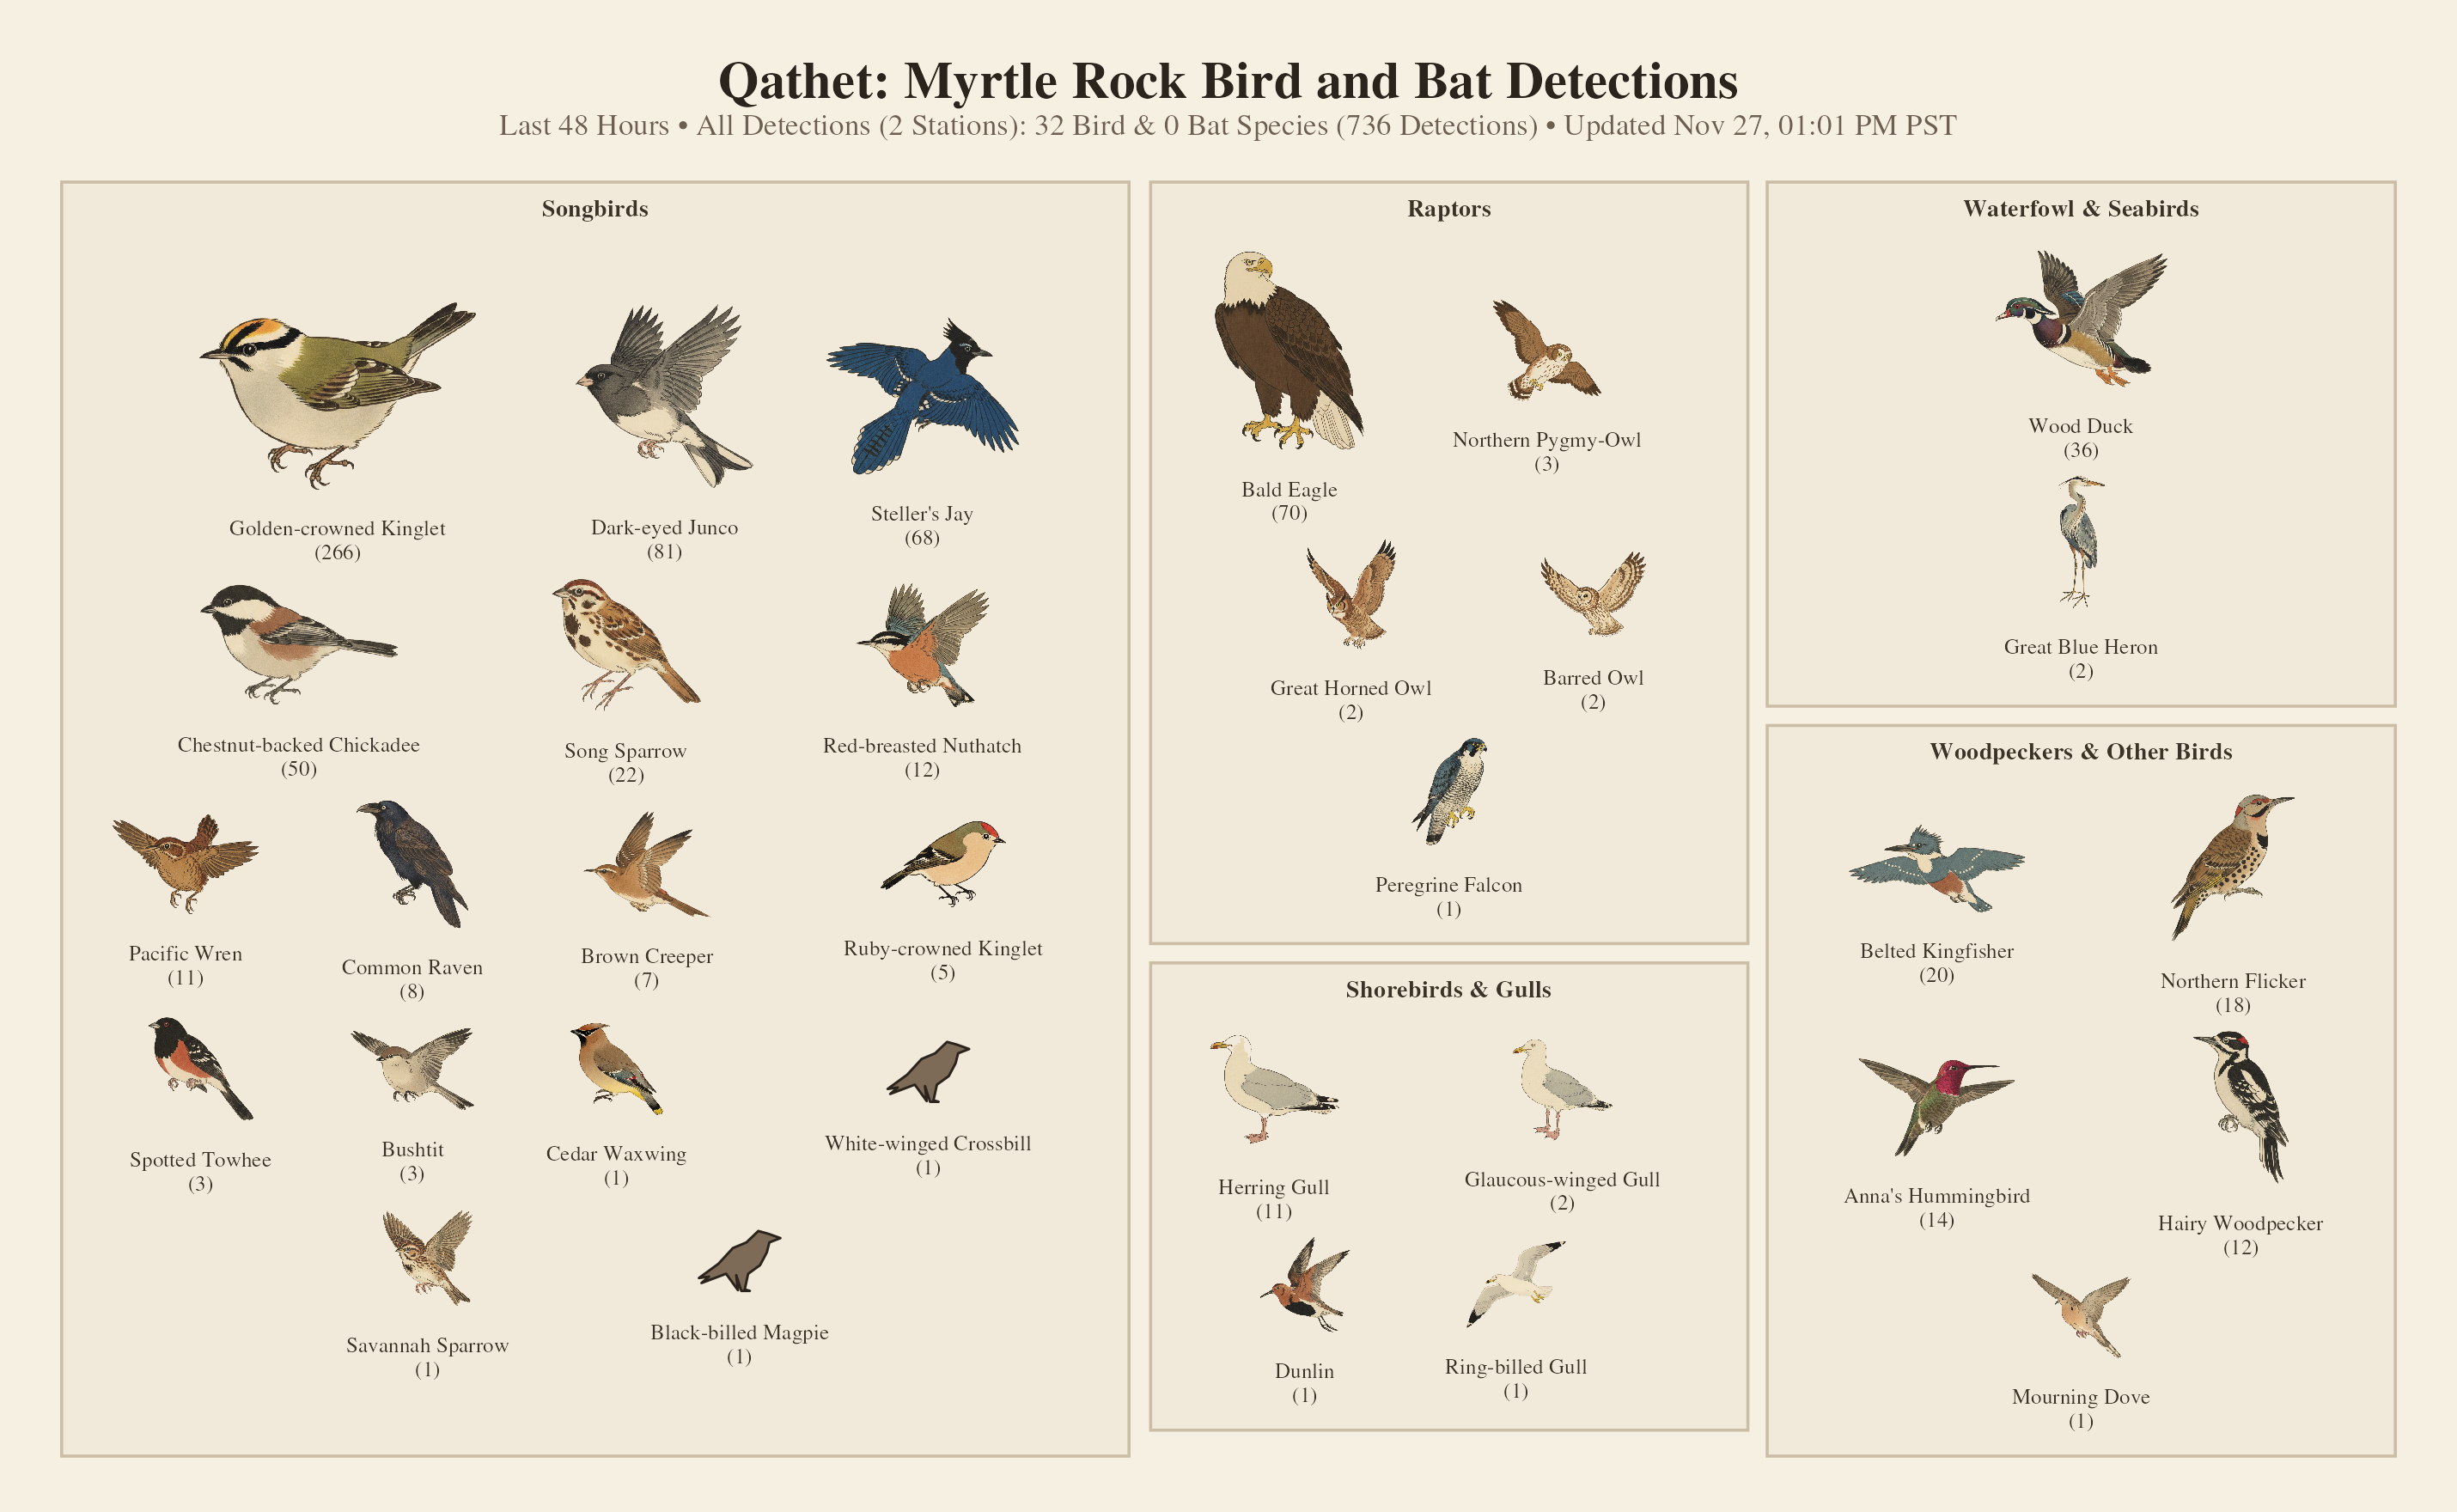 Qathet: Myrtle Rock Bird and Bat Detections
Last 48 Hours • All Detections (2 Stations): 32 Bird & 0 Bat Species (736 Detections) • Updated Nov 27, 01:01 PM PST
Songbirds
Golden-crowned Kinglet
(266)
Dark-eyed Junco
(81)
Steller's Jay
(68)
Chestnut-backed Chickadee
(50)
Song Sparrow
(22)
Red-breasted Nuthatch
(12)
Pacific Wren
(11)
Common Raven
(8)
Brown Creeper
(7)
Ruby-crowned Kinglet
(5)
Spotted Towhee
(3)
Bushtit
(3)
Cedar Waxwing
(1)
White-winged Crossbill
(1)
Savannah Sparrow
(1)
Black-billed Magpie
(1)
Raptors
Bald Eagle
(70)
Northern Pygmy-Owl
(3)
Great Horned Owl
(2)
Barred Owl
(2)
Peregrine Falcon
(1)
Shorebirds & Gulls
Herring Gull
(11)
Glaucous-winged Gull
(2)
Dunlin
(1)
Ring-billed Gull
(1)
Waterfowl & Seabirds
Wood Duck
(36)
Great Blue Heron
(2)
Woodpeckers & Other Birds
Belted Kingfisher
(20)
Northern Flicker
(18)
Anna's Hummingbird
(14)
Hairy Woodpecker
(12)
Mourning Dove
(1)